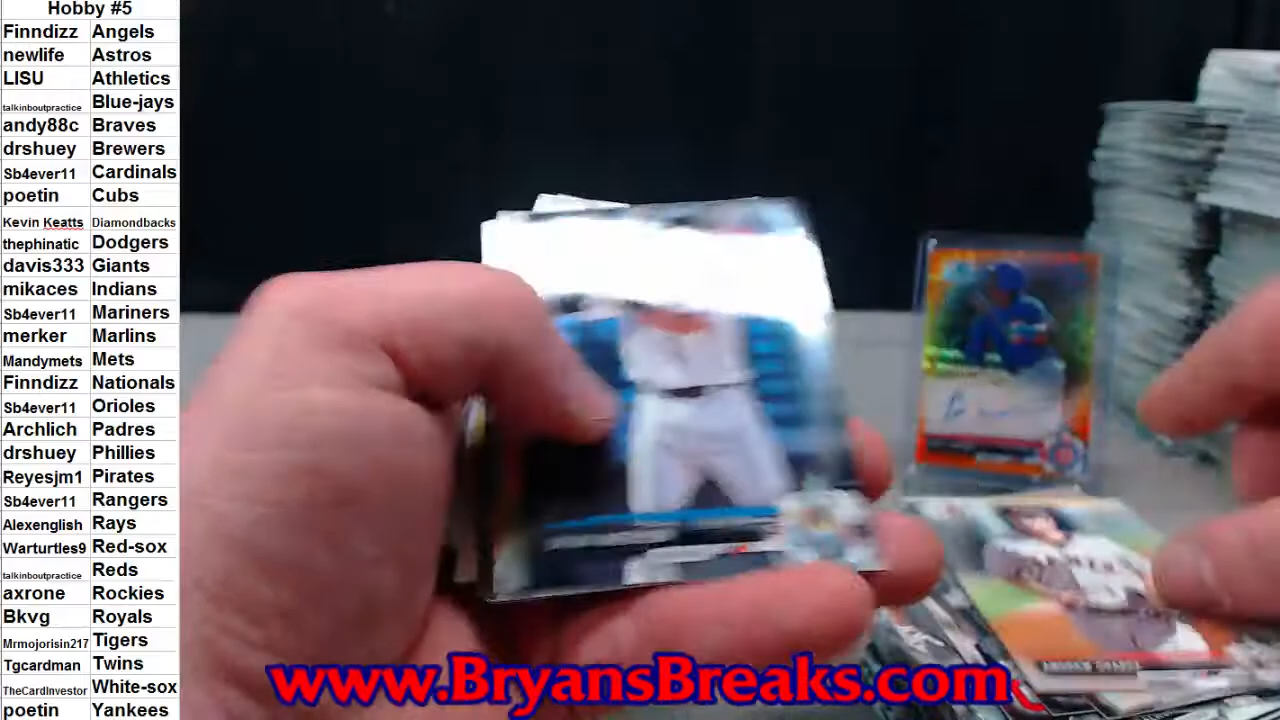 Hobby #5
Finndizz Angels
newlife Astros
LISU Athletics
talkinboutpractice Blue-jays
andy88c Braves
drshuey Brewers
Sb4ever11 Cardinals
poetin Cubs
Kevin Keatts Diamondbacks
thephinatic Dodgers
davis333 Giants
mikaces Indians
Sb4ever11 Mariners
merker Marlins
Mandymets Mets
Finndizz Nationals
Sb4ever11 Orioles
Archlich Padres
drshuey Phillies
Reyesjm1 Pirates
Sb4ever11 Rangers
Alexenglish Rays
Warturtles9 Red-sox
talkinboutpractice Reds
axrone Rockies
Bkvg Royals
Mrmojorisin217 Tigers
Tgcardman Twins
TheCardInvestor White-sox
poetin Yankees
www.BryansBreaks.com